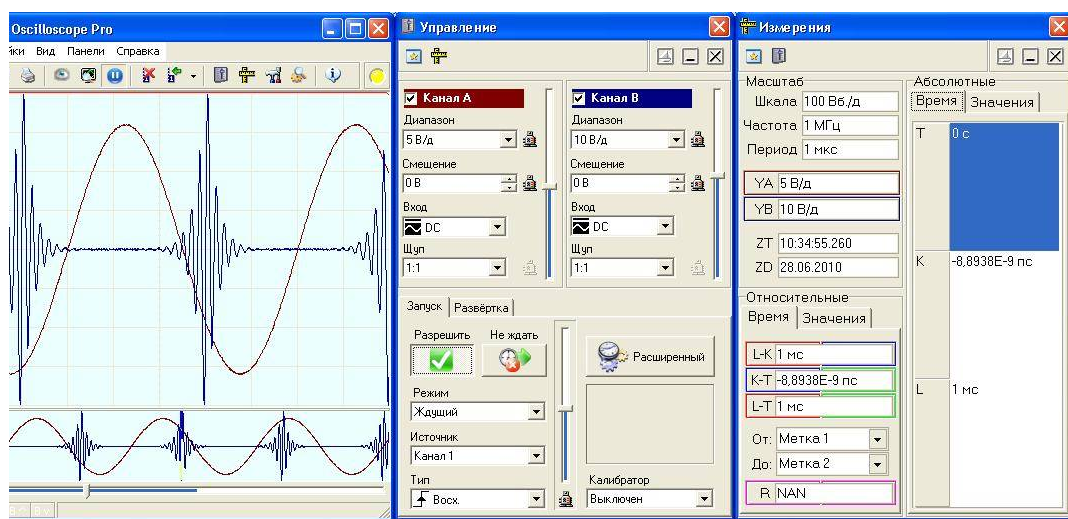 Oscilloscope Pro
йки Вид Панели Справка
Управление
Канал A
Диапазон
5 В/д
Смещение
0 В
Вход
DC
Щуп
1:1
Канал B
Диапазон
10 В/д
Смещение
0 В
Вход
DC
Щуп
1:1
Запуск Развёртка
Разрешить Не ждать
Расширенный
Режим
Ждущий
Источник
Канал 1
Тип
Восх.
Калибратор
Выключен
Измерения
Масштаб
Шкала 100 Вб./д
Частота 1 МГц
Период 1 мкс
YA 5 В/д
YB 10 В/д
ZT 10:34:55.260
ZD 28.06.2010
Относительные
Время Значения
L-K 1 мс
K-T -8,8938E-9 пс
L-T 1 мс
От: Метка 1
До: Метка 2
R NAN
Абсолютные
Время Значения
T 0 с
K -8,8938E-9 пс
L 1 мс